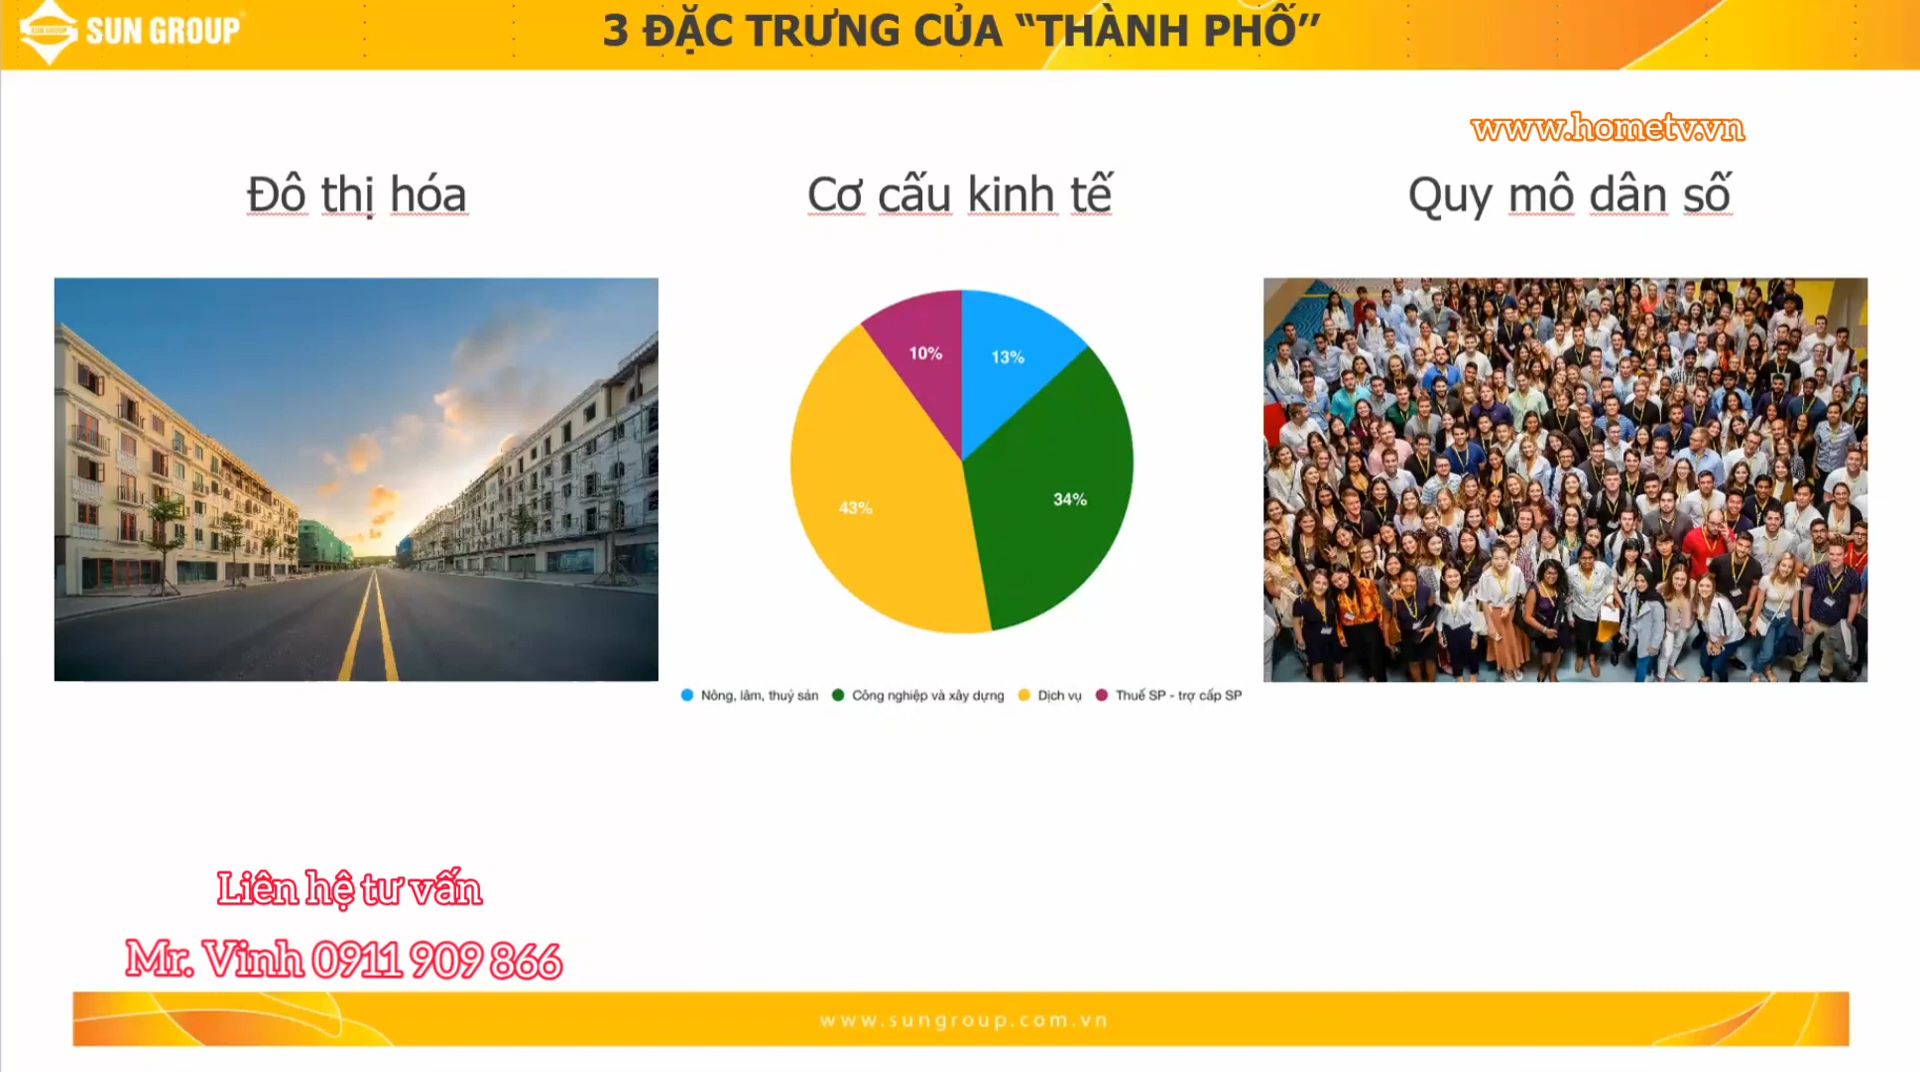 SUN GROUP
3 ĐẶC TRƯNG CỦA “THÀNH PHỐ”
www.hometv.vn
Đô thị hóa
Cơ cấu kinh tế
Quy mô dân số
10%
13%
43%
34%
Nông, lâm, thuỷ sản
Công nghiệp và xây dựng
Dịch vụ
Thuế SP - trợ cấp SP
Liên hệ tư vấn
Mr. Vinh 0911 909 866
www.sungroup.com.vn